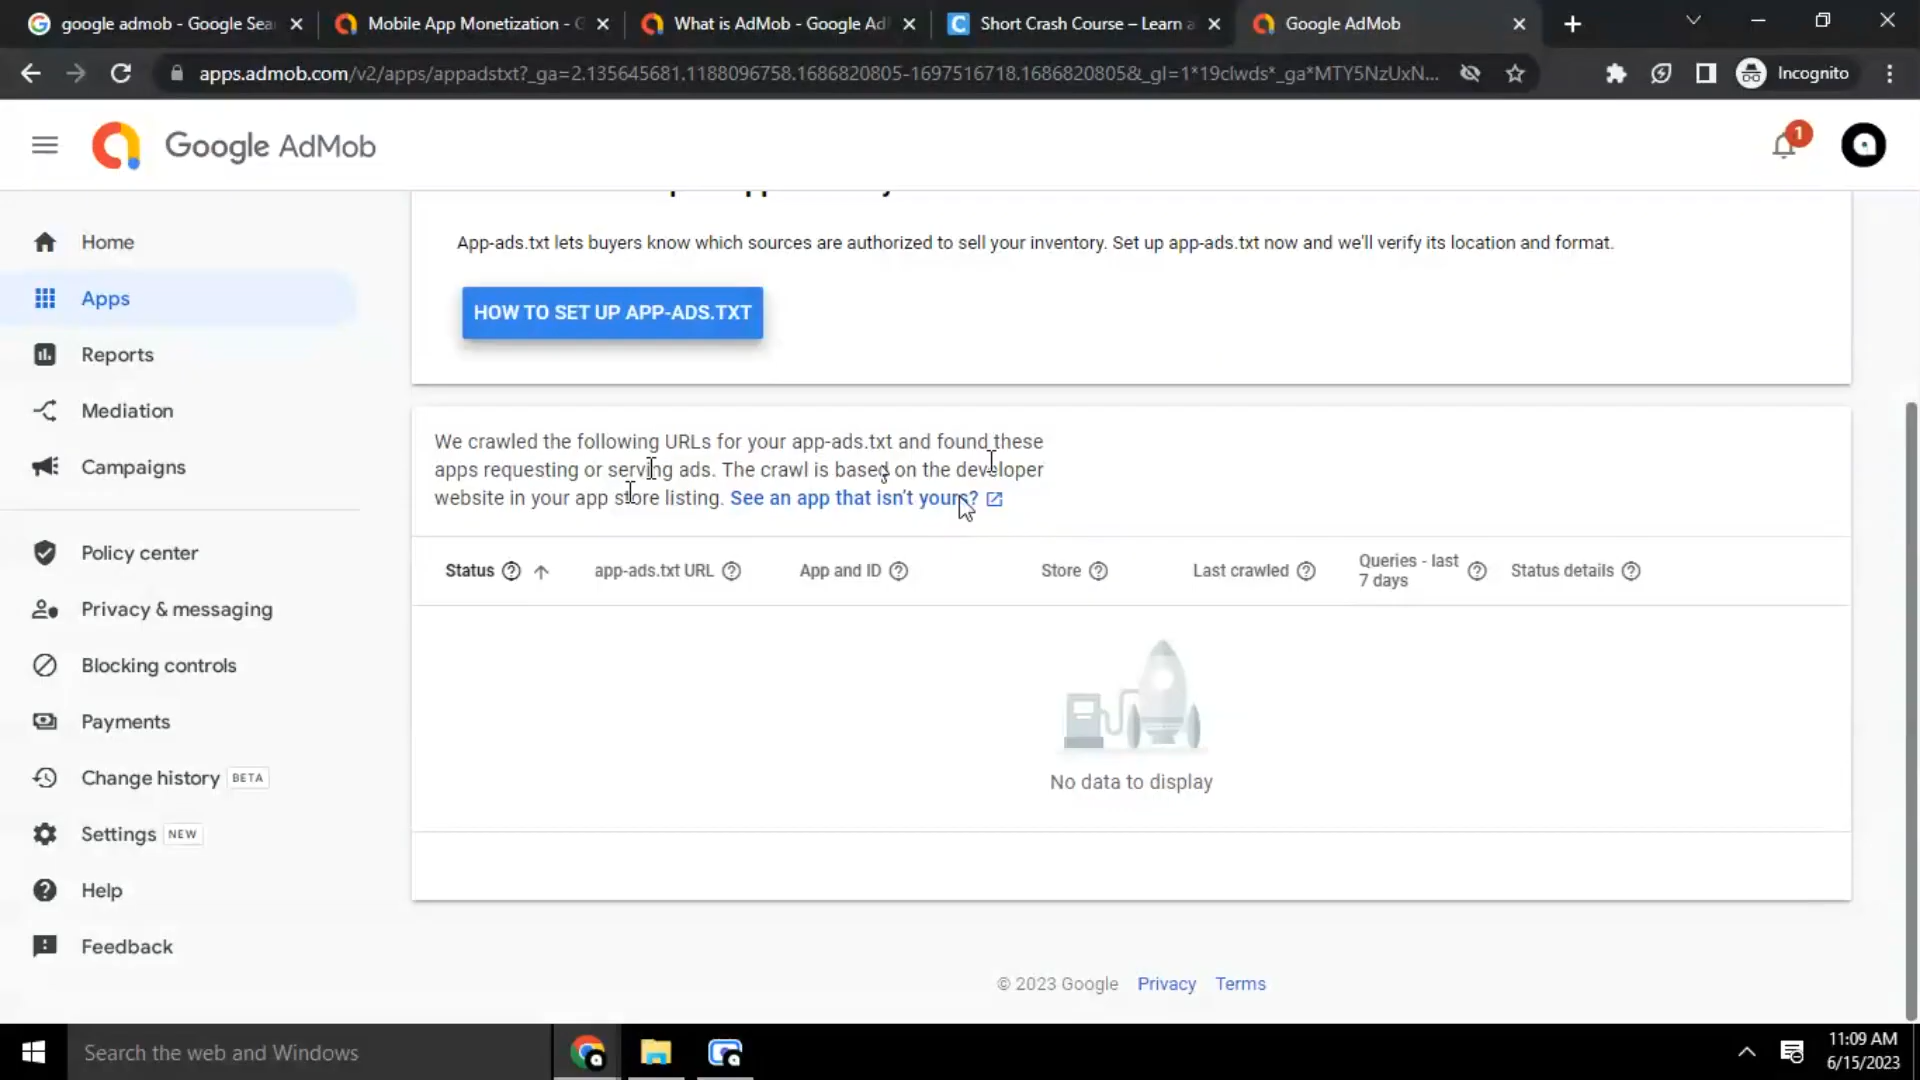 google admob - Google Sea
Mobile App Monetization - G
What is AdMob - Google Ad
Short Crash Course – Learn a
Google AdMob
apps.admob.com/v2/apps/appadstxt?_ga=2.135645681.1188096758.1686820805-1697516718.1686820805&_gl=1*19clwds*_ga*MTY5NzUxN...
Incognito
Google AdMob
1
Home
Apps
Reports
Mediation
Campaigns
Policy center
Privacy & messaging
Blocking controls
Payments
Change history BETA
Settings NEW
Help
Feedback
App-ads.txt lets buyers know which sources are authorized to sell your inventory. Set up app-ads.txt now and we'll verify its location and format.
HOW TO SET UP APP-ADS.TXT
We crawled the following URLs for your app-ads.txt and found these
apps requesting or serving ads. The crawl is based on the developer
website in your app store listing. See an app that isn't yours?
Status app-ads.txt URL App and ID Store Last crawled Queries - last 7 days Status details
No data to display
© 2023 Google Privacy Terms
Search the web and Windows
11:09 AM
6/15/2023